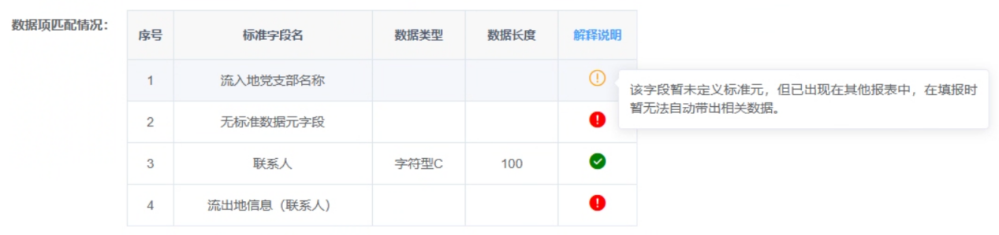 数据项匹配情况：
序号 标准字段名 数据类型 数据长度 解释说明
1 流入地党支部名称
该字段暂未定义标准元，但已出现在其他报表中，在填报时
暂无法自动带出相关数据。
2 无标准数据元字段
3 联系人 字符型C 100
4 流出地信息（联系人）